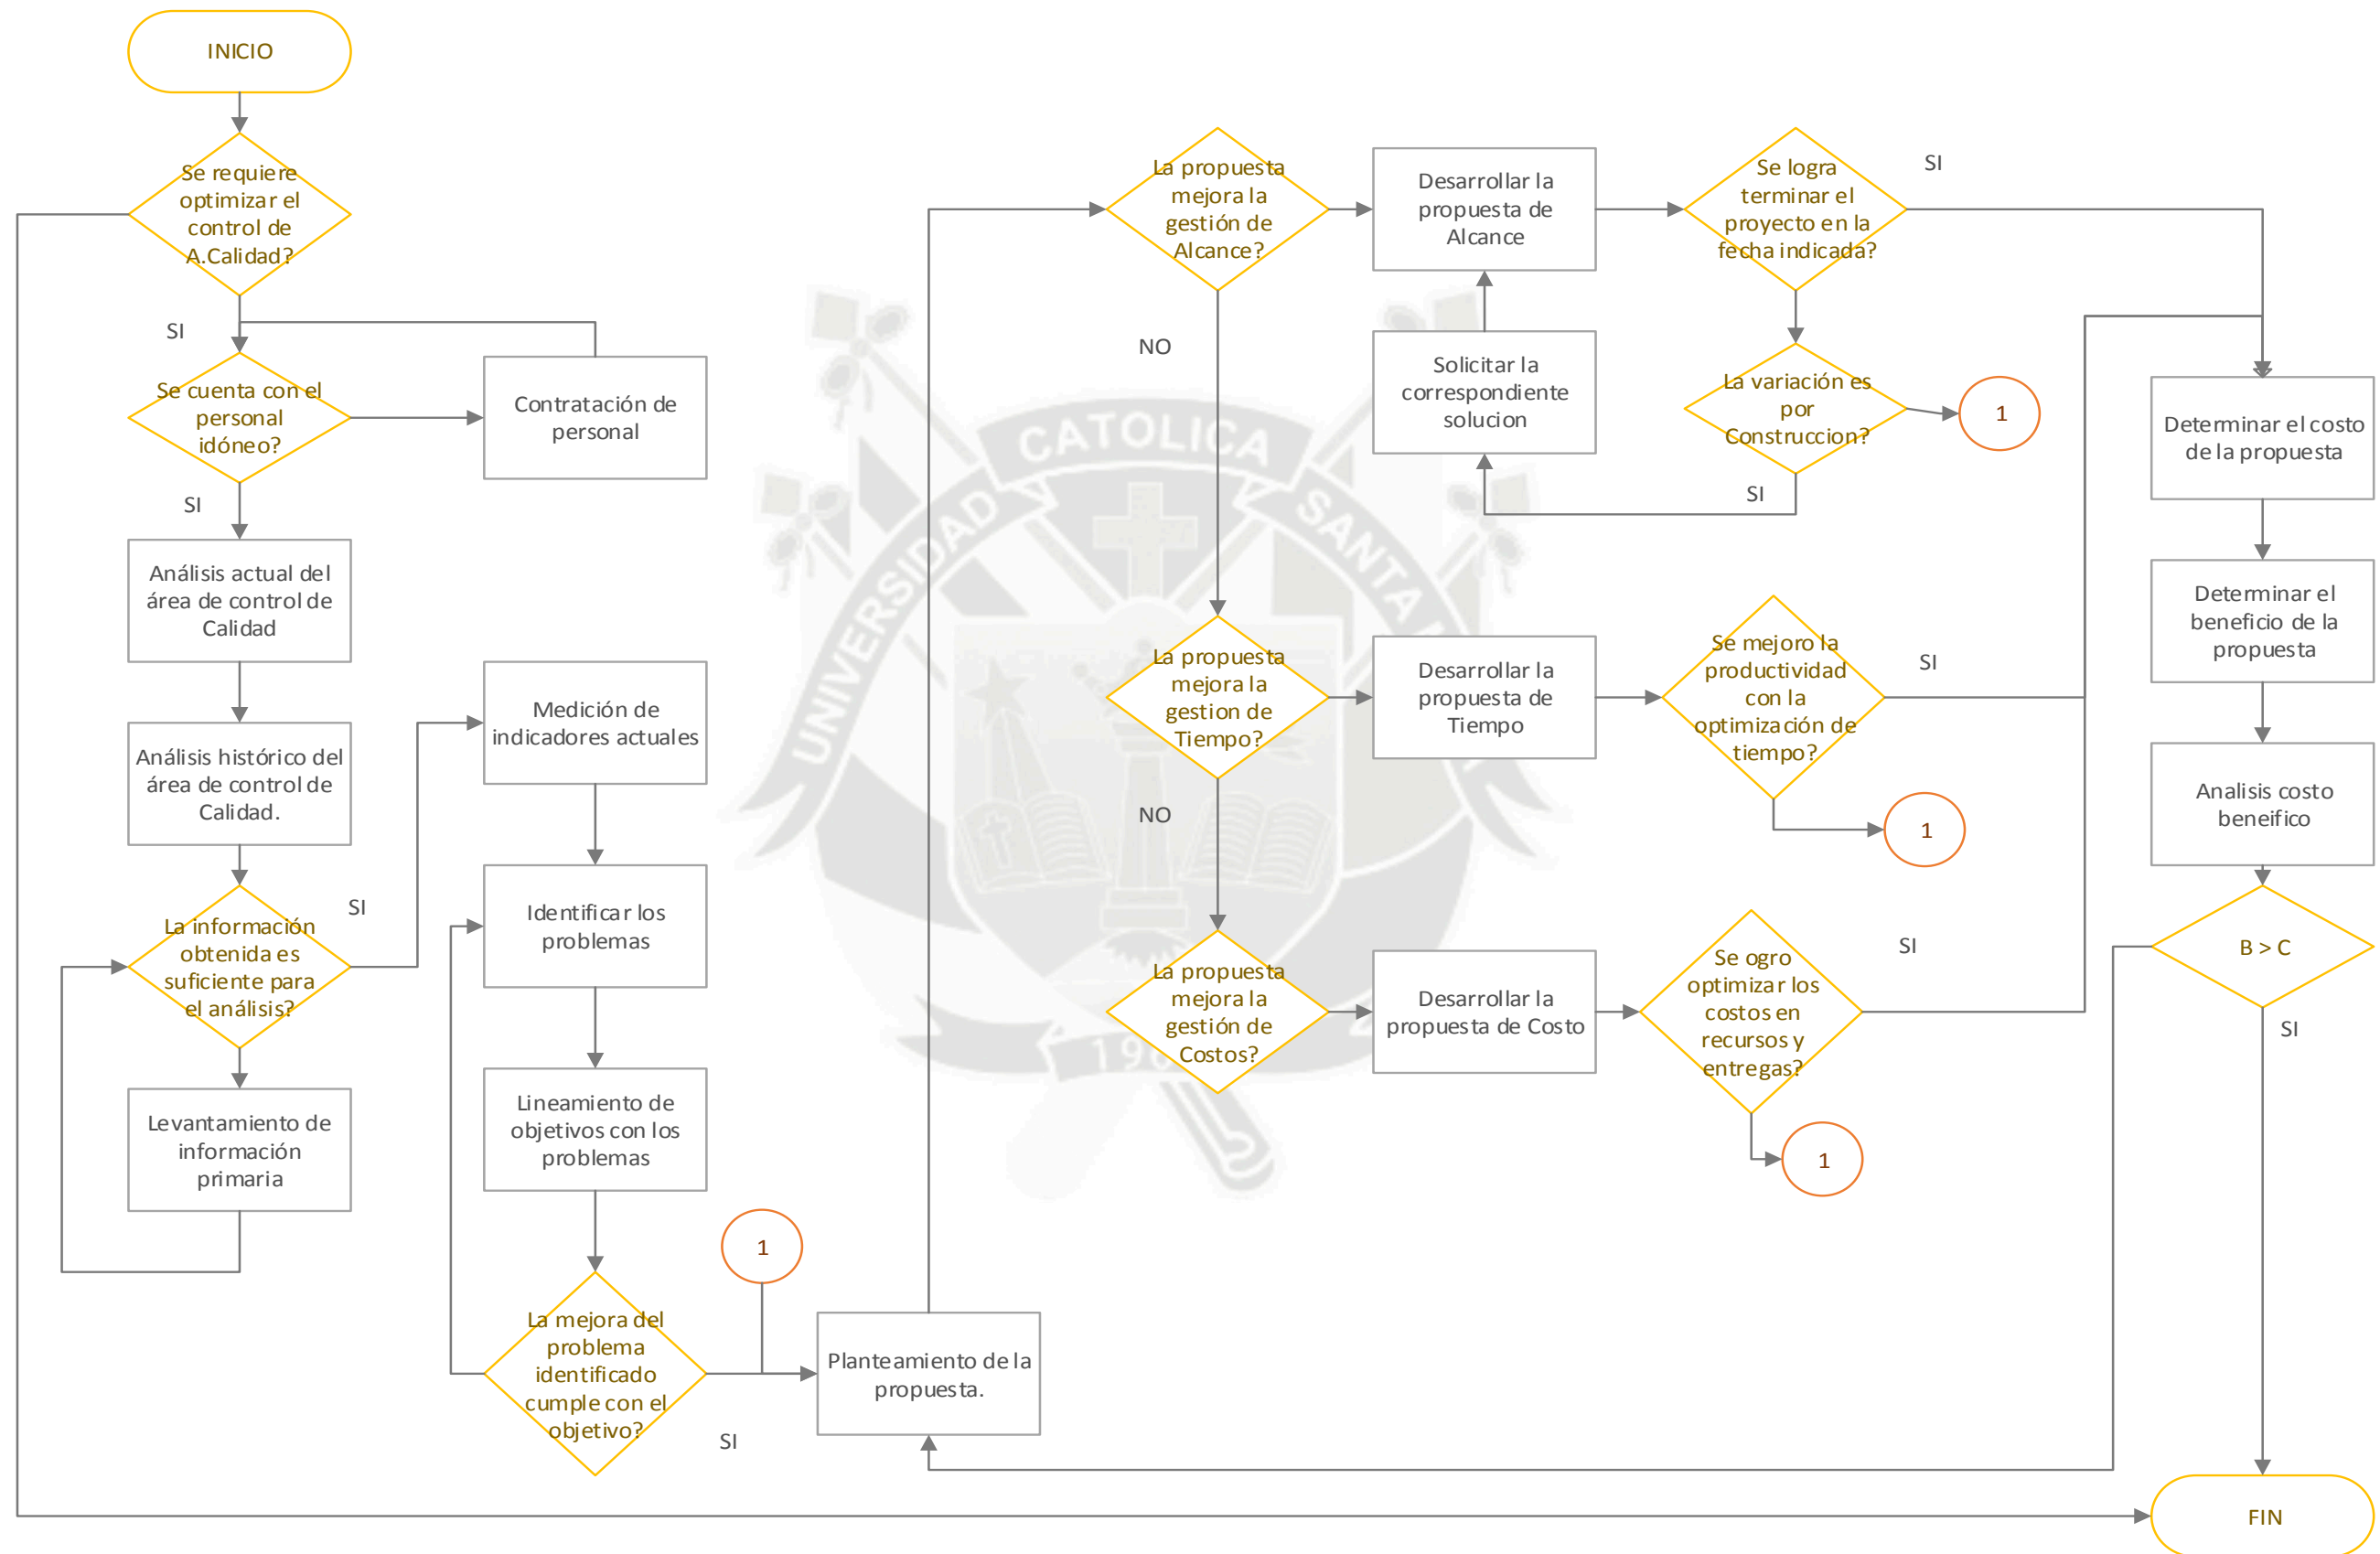 INICIO
Se requiere
optimizar el
control de
A.Calidad?
SI
Se cuenta con el
personal
idóneo?
Contratación de
personal
SI
Análisis actual del
área de control de
Calidad
Análisis histórico del
área de control de
Calidad.
SI
La información
obtenida es
suficiente para
el análisis?
Levantamiento de
información
primaria
Medición de
indicadores actuales
Identificar los
problemas
Lineamiento de
objetivos con los
problemas
La mejora del
problema
identificado
cumple con el
objetivo?
SI
1
Planteamiento de la
propuesta.
La propuesta
mejora la
gestión de
Alcance?
NO
Desarrollar la
propuesta de
Alcance
Solicitar la
correspondiente
solucion
Se logra
terminar el
proyecto en la
fecha indicada?
SI
La variación es
por
Construccion?
SI
1
La propuesta
mejora la
gestion de
Tiempo?
NO
Desarrollar la
propuesta de
Tiempo
Se mejoro la
productividad
con la
optimización de
tiempo?
SI
1
La propuesta
mejora la
gestión de
Costos?
Desarrollar la
propuesta de Costo
Se ogro
optimizar los
costos en
recursos y
entregas?
SI
1
Determinar el costo
de la propuesta
Determinar el
beneficio de la
propuesta
Analisis costo
beneifico
B > C
SI
FIN
UNIVERSIDAD CATOLICA SANTA